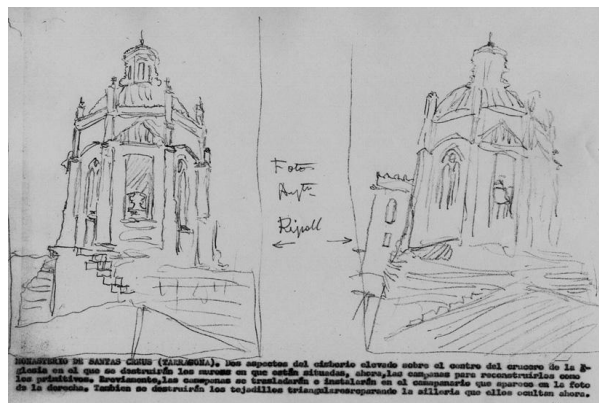 Foto
Ripoll
MONASTERIO DE SANTAS CREUS (TARRAGONA). Dos aspectos del cimborio elevado sobre el centro del crucero de la E-
glesia en el que se destruirán los muros en que están situadas, ahora, las campanas para reconstruirlos como
los primitivos. Brevemente, las campanas se trasladarán e instalarán en el campanario que aparece en la foto
de la derecha. Tambien se destruirán los tejadillos triangulares reparando la silleria que ellos ocultan ahora.